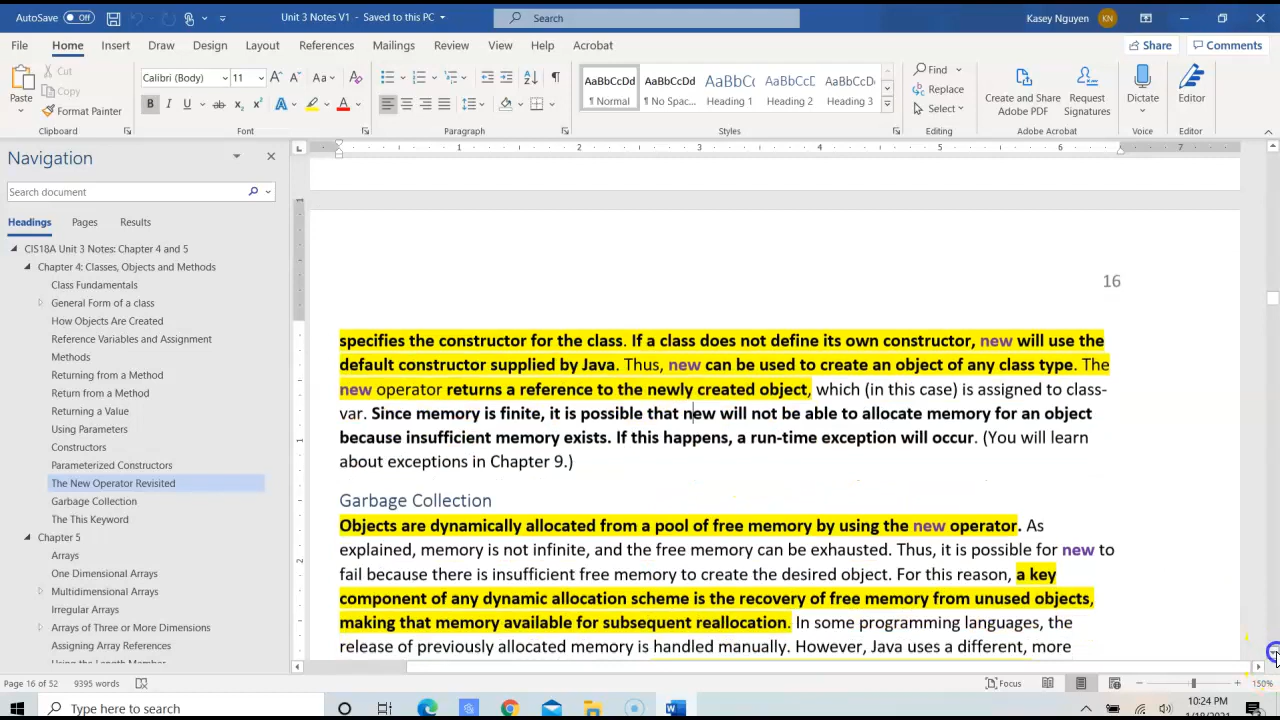 AutoSave Off Unit 3 Notes V1 - Saved to this PC Search Kasey Nguyen KN
File Home Insert Draw Design Layout References Mailings Review View Help Acrobat Share Comments
Paste Cut Copy Format Painter Clipboard
Calibri (Body) 11 Font
Paragraph
AaBbCcDd ¶ Normal AaBbCcDd ¶ No Spac... AaBbCc Heading 1 AaBbCcD Heading 2 AaBbCcD Heading 3 Styles
Find Replace Select Editing
Create and Share Adobe PDF Request Signatures Adobe Acrobat
Dictate Voice
Editor Editor
Navigation
Search document
Headings Pages Results
CIS18A Unit 3 Notes: Chapter 4 and 5
Chapter 4: Classes, Objects and Methods
Class Fundamentals
General Form of a class
How Objects Are Created
Reference Variables and Assignment
Methods
Returning from a Method
Return from a Method
Returning a Value
Using Parameters
Constructors
Parameterized Constructors
The New Operator Revisited
Garbage Collection
The This Keyword
Chapter 5
Arrays
One Dimensional Arrays
Multidimensional Arrays
Irregular Arrays
Arrays of Three or More Dimensions
Assigning Array References
Using the Length Member
1 2 3 4 5 6 7
16
specifies the constructor for the class. If a class does not define its own constructor, new will use the
default constructor supplied by Java. Thus, new can be used to create an object of any class type. The
new operator returns a reference to the newly created object, which (in this case) is assigned to class-
var. Since memory is finite, it is possible that new will not be able to allocate memory for an object
because insufficient memory exists. If this happens, a run-time exception will occur. (You will learn
about exceptions in Chapter 9.)
Garbage Collection
Objects are dynamically allocated from a pool of free memory by using the new operator. As
explained, memory is not infinite, and the free memory can be exhausted. Thus, it is possible for new to
fail because there is insufficient free memory to create the desired object. For this reason, a key
component of any dynamic allocation scheme is the recovery of free memory from unused objects,
making that memory available for subsequent reallocation. In some programming languages, the
release of previously allocated memory is handled manually. However, Java uses a different, more
Page 16 of 52 9395 words Focus 150%
Type here to search 10:24 PM